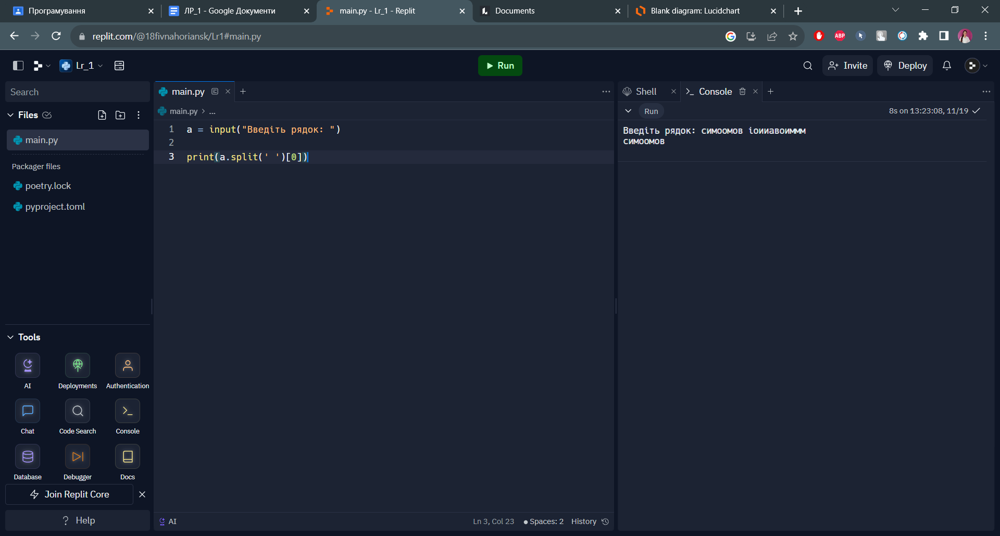 Програмування
ЛР_1 - Google Документи
main.py - Lr_1 - Replit
Documents
Blank diagram: Lucidchart
replit.com/@18fivnahoriansk/Lr1#main.py
ABP
Lr_1
Run
Invite
Deploy
Search
Files
main.py
Packager files
poetry.lock
pyproject.toml
Tools
AI
Deployments
Authentication
Chat
Code Search
Console
Database
Debugger
Docs
Join Replit Core
? Help
main.py
main.py > ...
1 a = input("Введіть рядок: ")
2
3 print(a.split(' ')[0])
AI
Ln 3, Col 23
Spaces: 2
History
Shell
Console
Run
8s on 13:23:08, 11/19
Введіть рядок: симоомов іоииавоиммм
симоомов